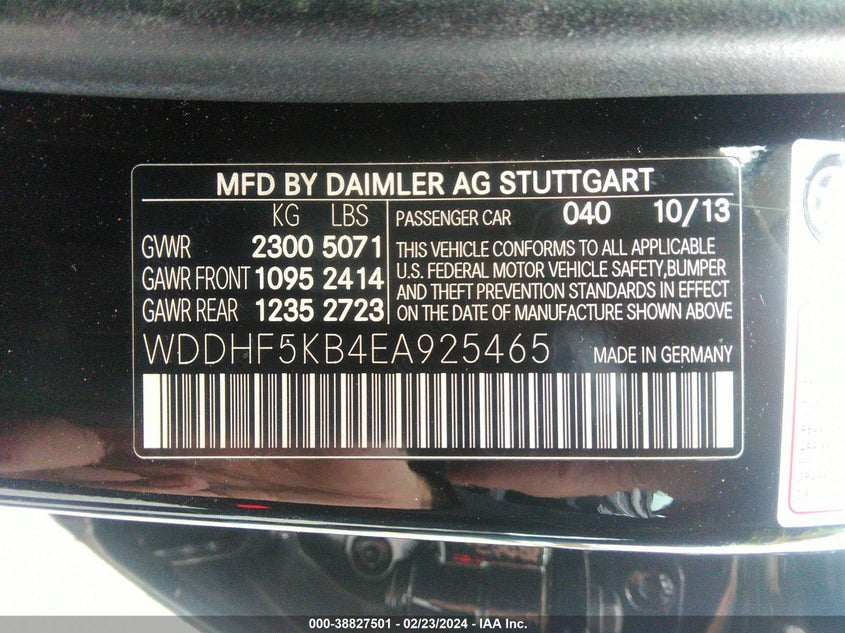 MFD BY DAIMLER AG STUTTGART
KG LBS
GVWR 2300 5071
GAWR FRONT 1095 2414
GAWR REAR 1235 2723
PASSENGER CAR 040 10/13
THIS VEHICLE CONFORMS TO ALL APPLICABLE
U.S. FEDERAL MOTOR VEHICLE SAFETY,BUMPER
AND THEFT PREVENTION STANDARDS IN EFFECT
ON THE DATE OF MANUFACTURE SHOWN ABOVE
WDDHF5KB4EA925465 MADE IN GERMANY
000-38827501 - 02/23/2024 - IAA Inc.